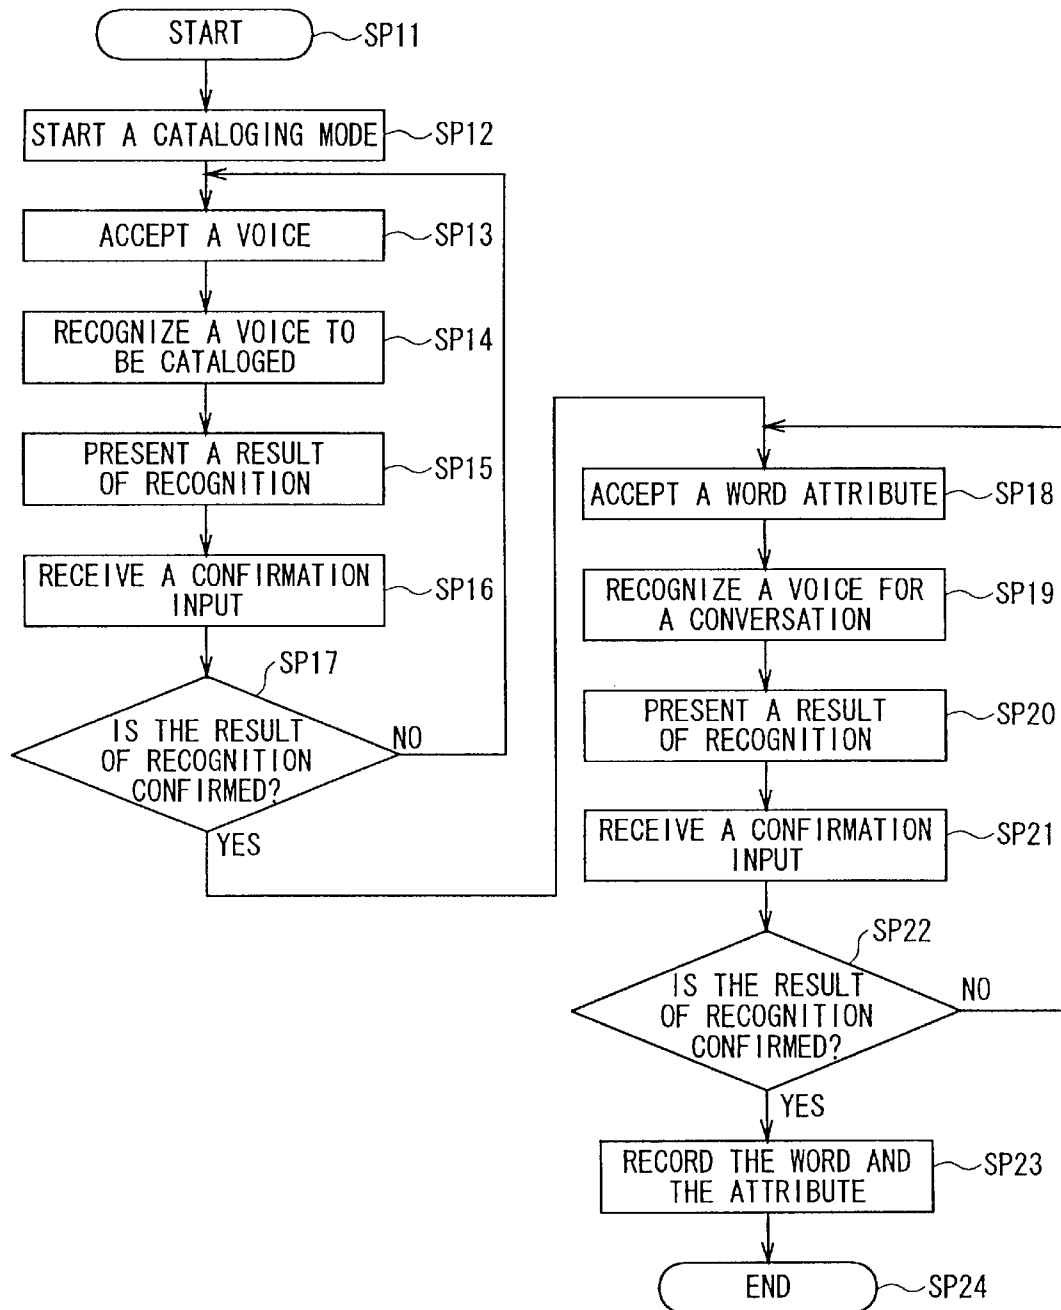 START
SP11
START A CATALOGING MODE
SP12
ACCEPT A VOICE
SP13
RECOGNIZE A VOICE TO
BE CATALOGED
SP14
PRESENT A RESULT
OF RECOGNITION
SP15
RECEIVE A CONFIRMATION
INPUT
SP16
SP17
IS THE RESULT
OF RECOGNITION
CONFIRMED?
NO
YES
ACCEPT A WORD ATTRIBUTE
SP18
RECOGNIZE A VOICE FOR
A CONVERSATION
SP19
PRESENT A RESULT
OF RECOGNITION
SP20
RECEIVE A CONFIRMATION
INPUT
SP21
SP22
IS THE RESULT
OF RECOGNITION
CONFIRMED?
NO
YES
RECORD THE WORD AND
THE ATTRIBUTE
SP23
END
SP24